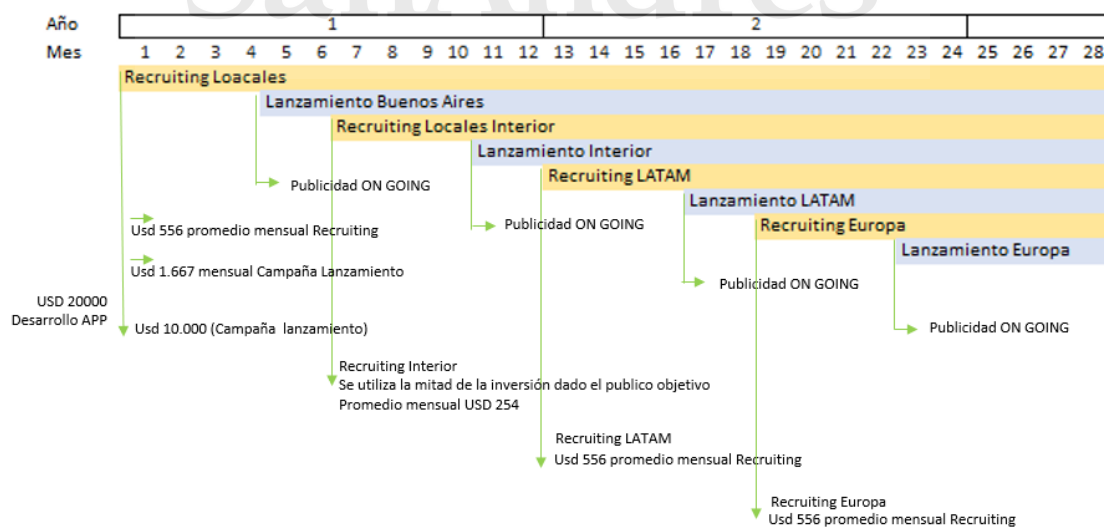 SanAndrés
Año 1 2
Mes 1 2 3 4 5 6 7 8 9 10 11 12 13 14 15 16 17 18 19 20 21 22 23 24 25 26 27 28
Recruiting Loacales
Lanzamiento Buenos Aires
Recruiting Locales Interior
Lanzamiento Interior
Recruiting LATAM
Publicidad ON GOING
Lanzamiento LATAM
Recruiting Europa
Publicidad ON GOING
Usd 556 promedio mensual Recruiting
Lanzamiento Europa
Usd 1.667 mensual Campaña Lanzamiento
Publicidad ON GOING
USD 20000
Desarrollo APP
Usd 10.000 (Campaña lanzamiento)
Publicidad ON GOING
Recruiting Interior
Se utiliza la mitad de la inversión dado el publico objetivo
Promedio mensual USD 254
Recruiting LATAM
Usd 556 promedio mensual Recruiting
Recruiting Europa
Usd 556 promedio mensual Recruiting